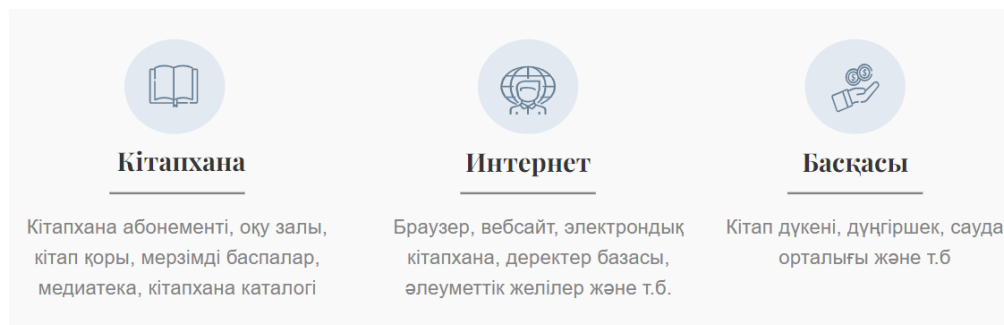 Кітапхана
Кітапхана абонементі, оқу залы,
кітап қоры, мерзімді баспалар,
медиатека, кітапхана каталогі
Интернет
Браузер, вебсайт, электрондық
кітапхана, деректер базасы,
әлеуметтік желілер және т.б.
Басқасы
Кітап дүкені, дүңгіршек, сауда
орталығы және т.б